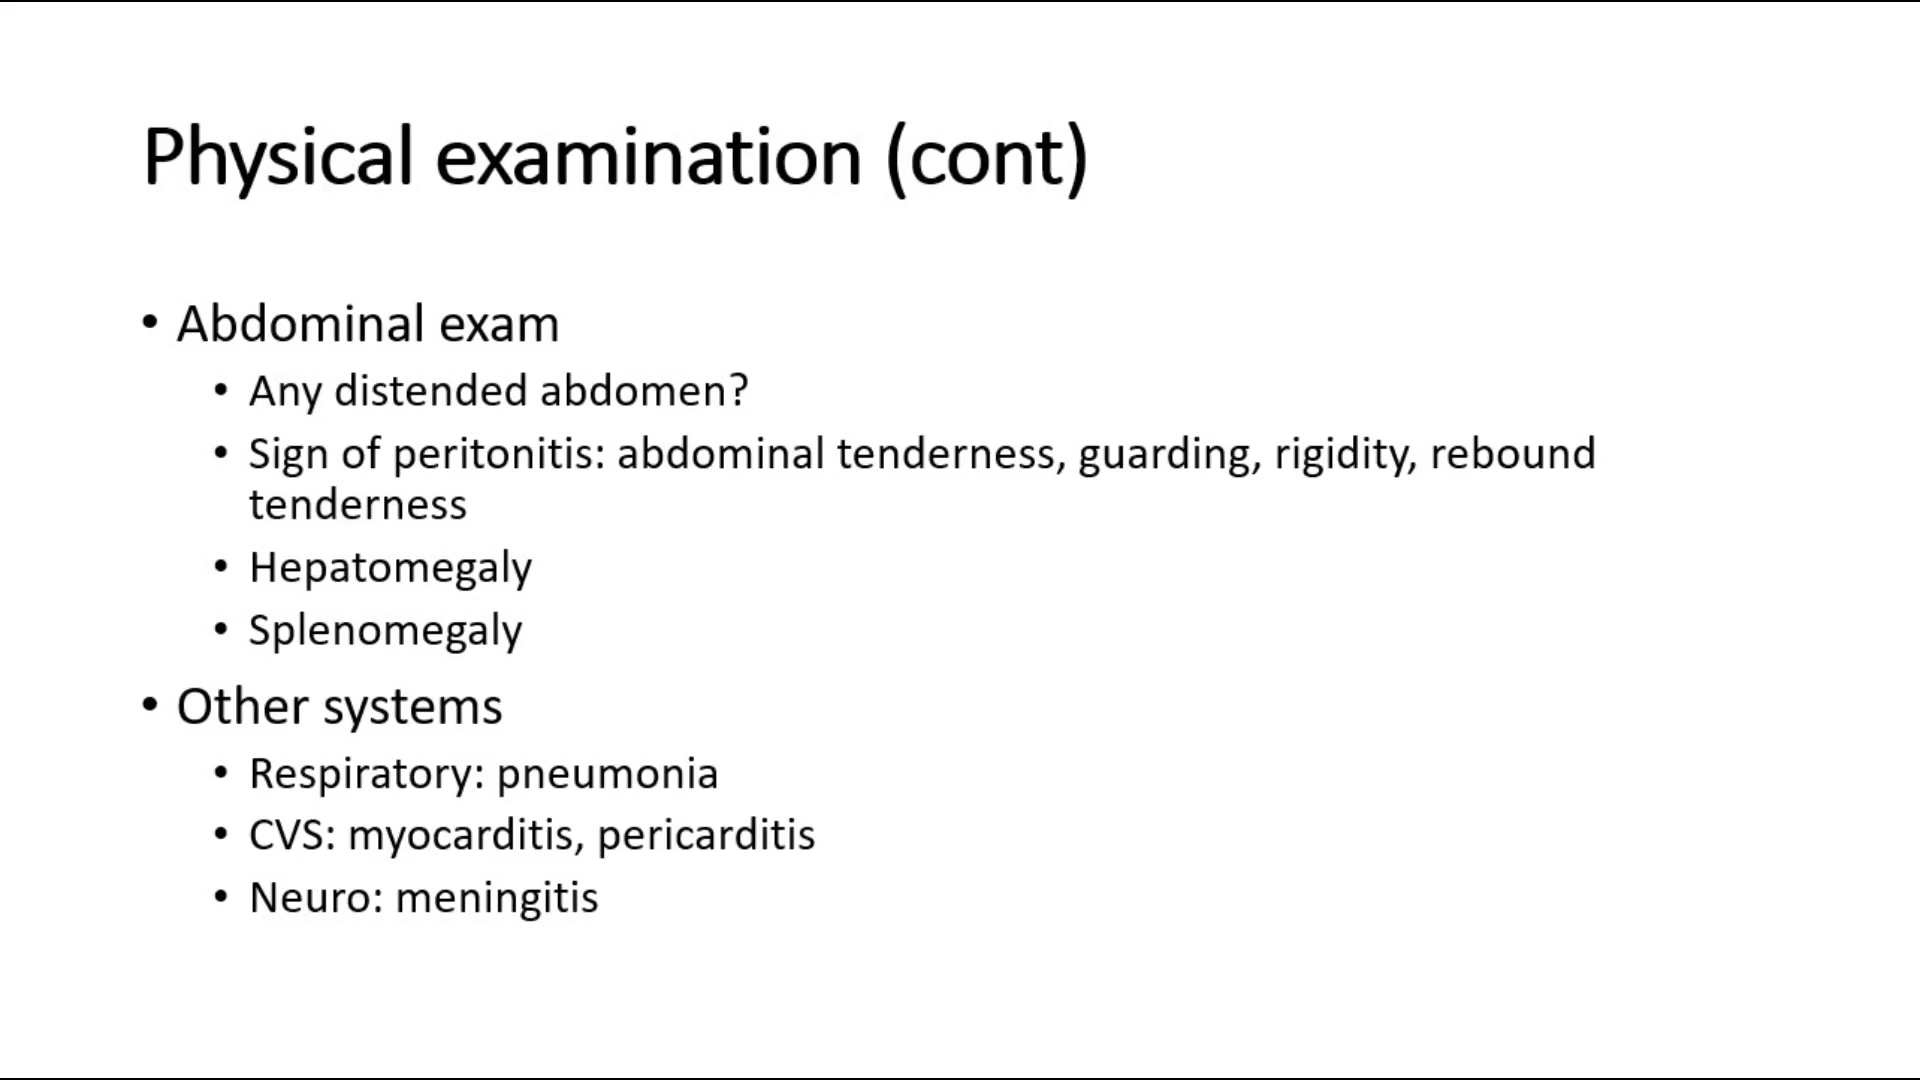 Physical examination (cont)
• Abdominal exam
• Any distended abdomen?
• Sign of peritonitis: abdominal tenderness, guarding, rigidity, rebound
tenderness
• Hepatomegaly
• Splenomegaly
• Other systems
• Respiratory: pneumonia
• CVS: myocarditis, pericarditis
• Neuro: meningitis